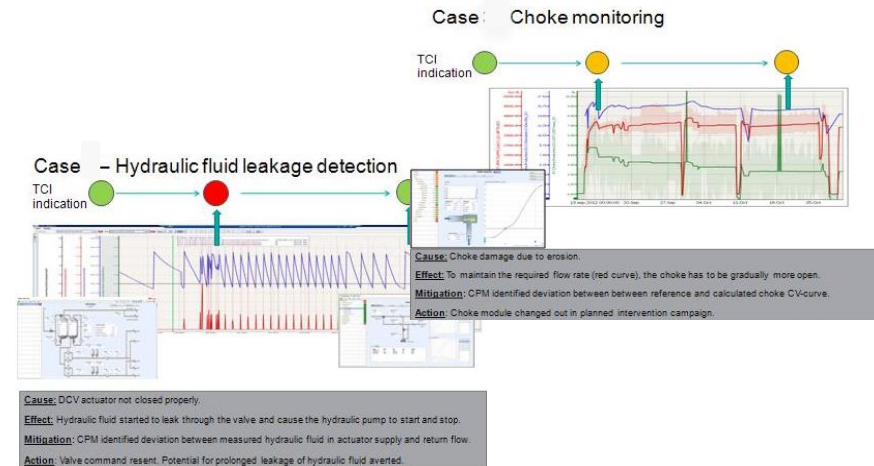 Case Choke monitoring
TCI
indication
Case – Hydraulic fluid leakage detection
TCI
indication
Cause: Choke damage due to erosion.
Effect: To maintain the required flow rate (red curve), the choke has to be gradually more open.
Mitigation: CPM identified deviation between between reference and calculated choke CV-curve.
Action: Choke module changed out in planned intervention campaign.
Cause: DCV actuator not closed properly.
Effect: Hydraulic fluid started to leak through the valve and cause the hydraulic pump to start and stop.
Mitigation: CPM identified deviation between measured hydraulic fluid in actuator supply and return flow.
Action: Valve command resent. Potential for prolonged leakage of hydraulic fluid averted.